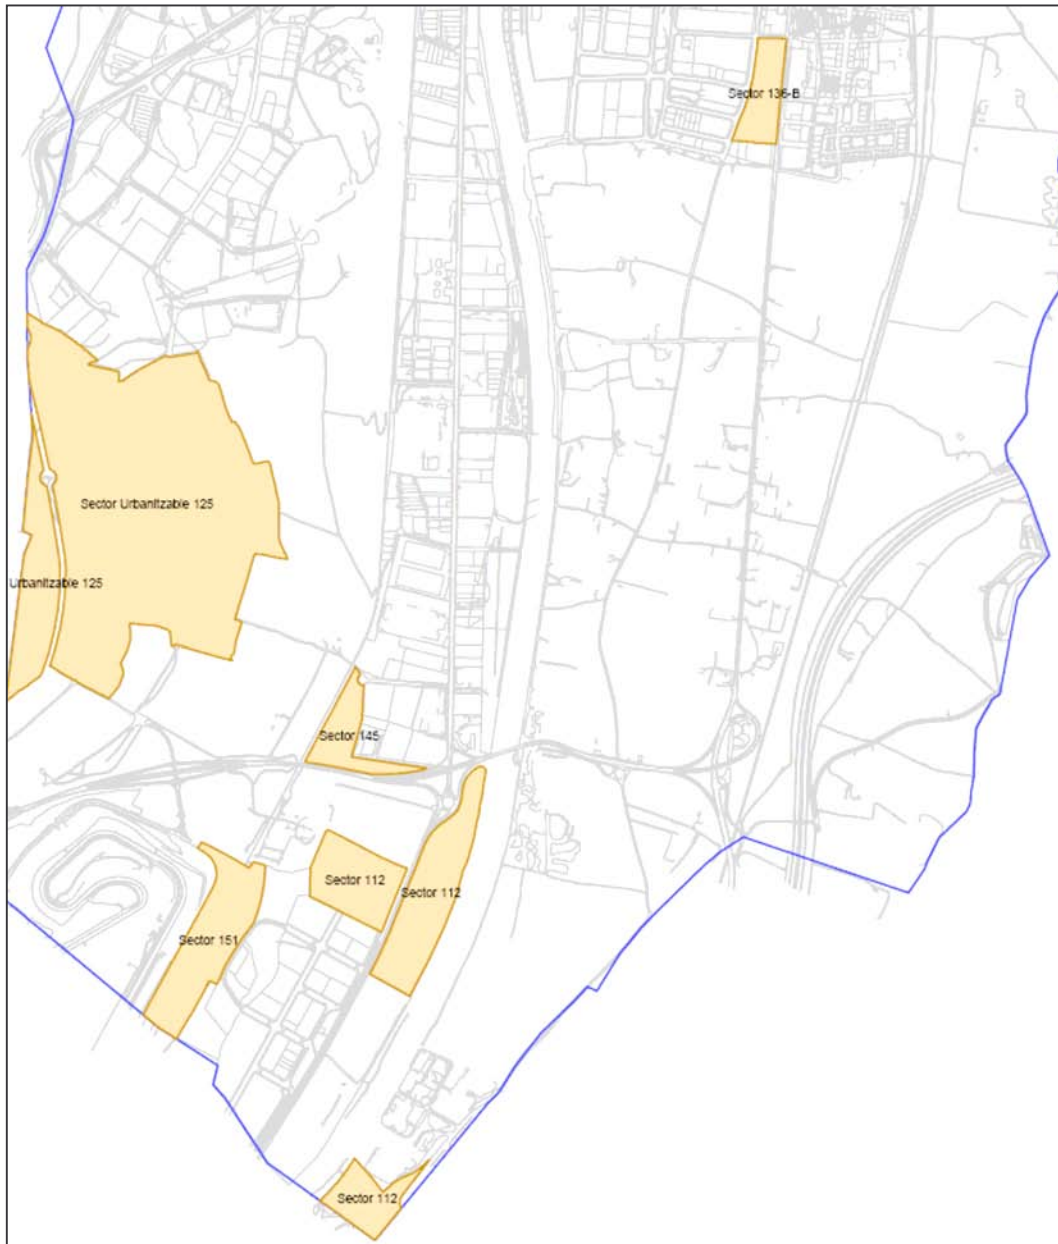 Sector 136-B
Sector Urbanitzable 125
Urbanitzable 125
Sector 145
Sector 112
Sector 112
Sector 151
Sector 112